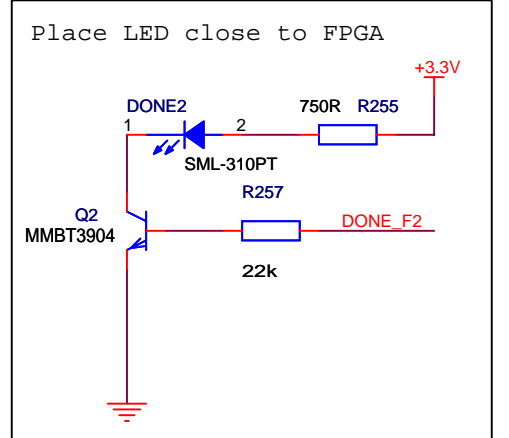 Place LED close to FPGA
+3.3V
DONE2
750R R255
1
2
SML-310PT
R257
Q2
MMBT3904
DONE_F2
22k